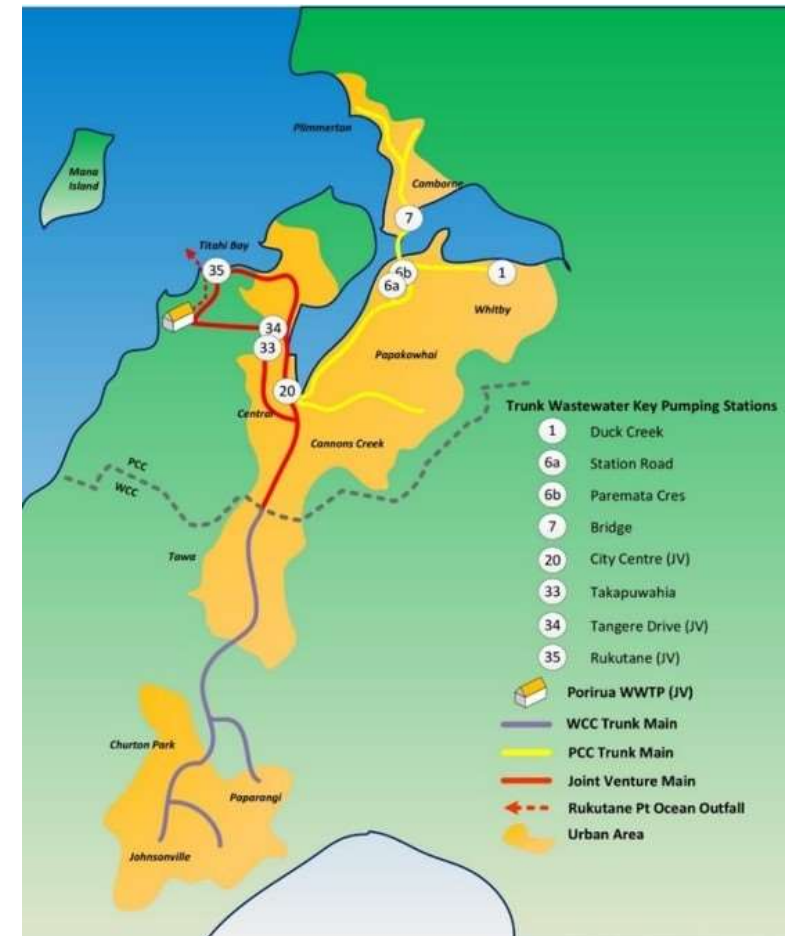 Plimmerton
Mana
Island
Camborne
7
Titahi Bay
35
6b
1
6a
Whitby
34
33
Papakowhai
20
Central
Cannons Creek
PCC
WCC
Tawa
Churton Park
Paparangi
Johnsonville
Trunk Wastewater Key Pumping Stations
1 Duck Creek
6a Station Road
6b Paremata Cres
7 Bridge
20 City Centre (JV)
33 Takapuwahia
34 Tangere Drive (JV)
35 Rukutane (JV)
Porirua WWTP (JV)
WCC Trunk Main
PCC Trunk Main
Joint Venture Main
Rukutane Pt Ocean Outfall
Urban Area